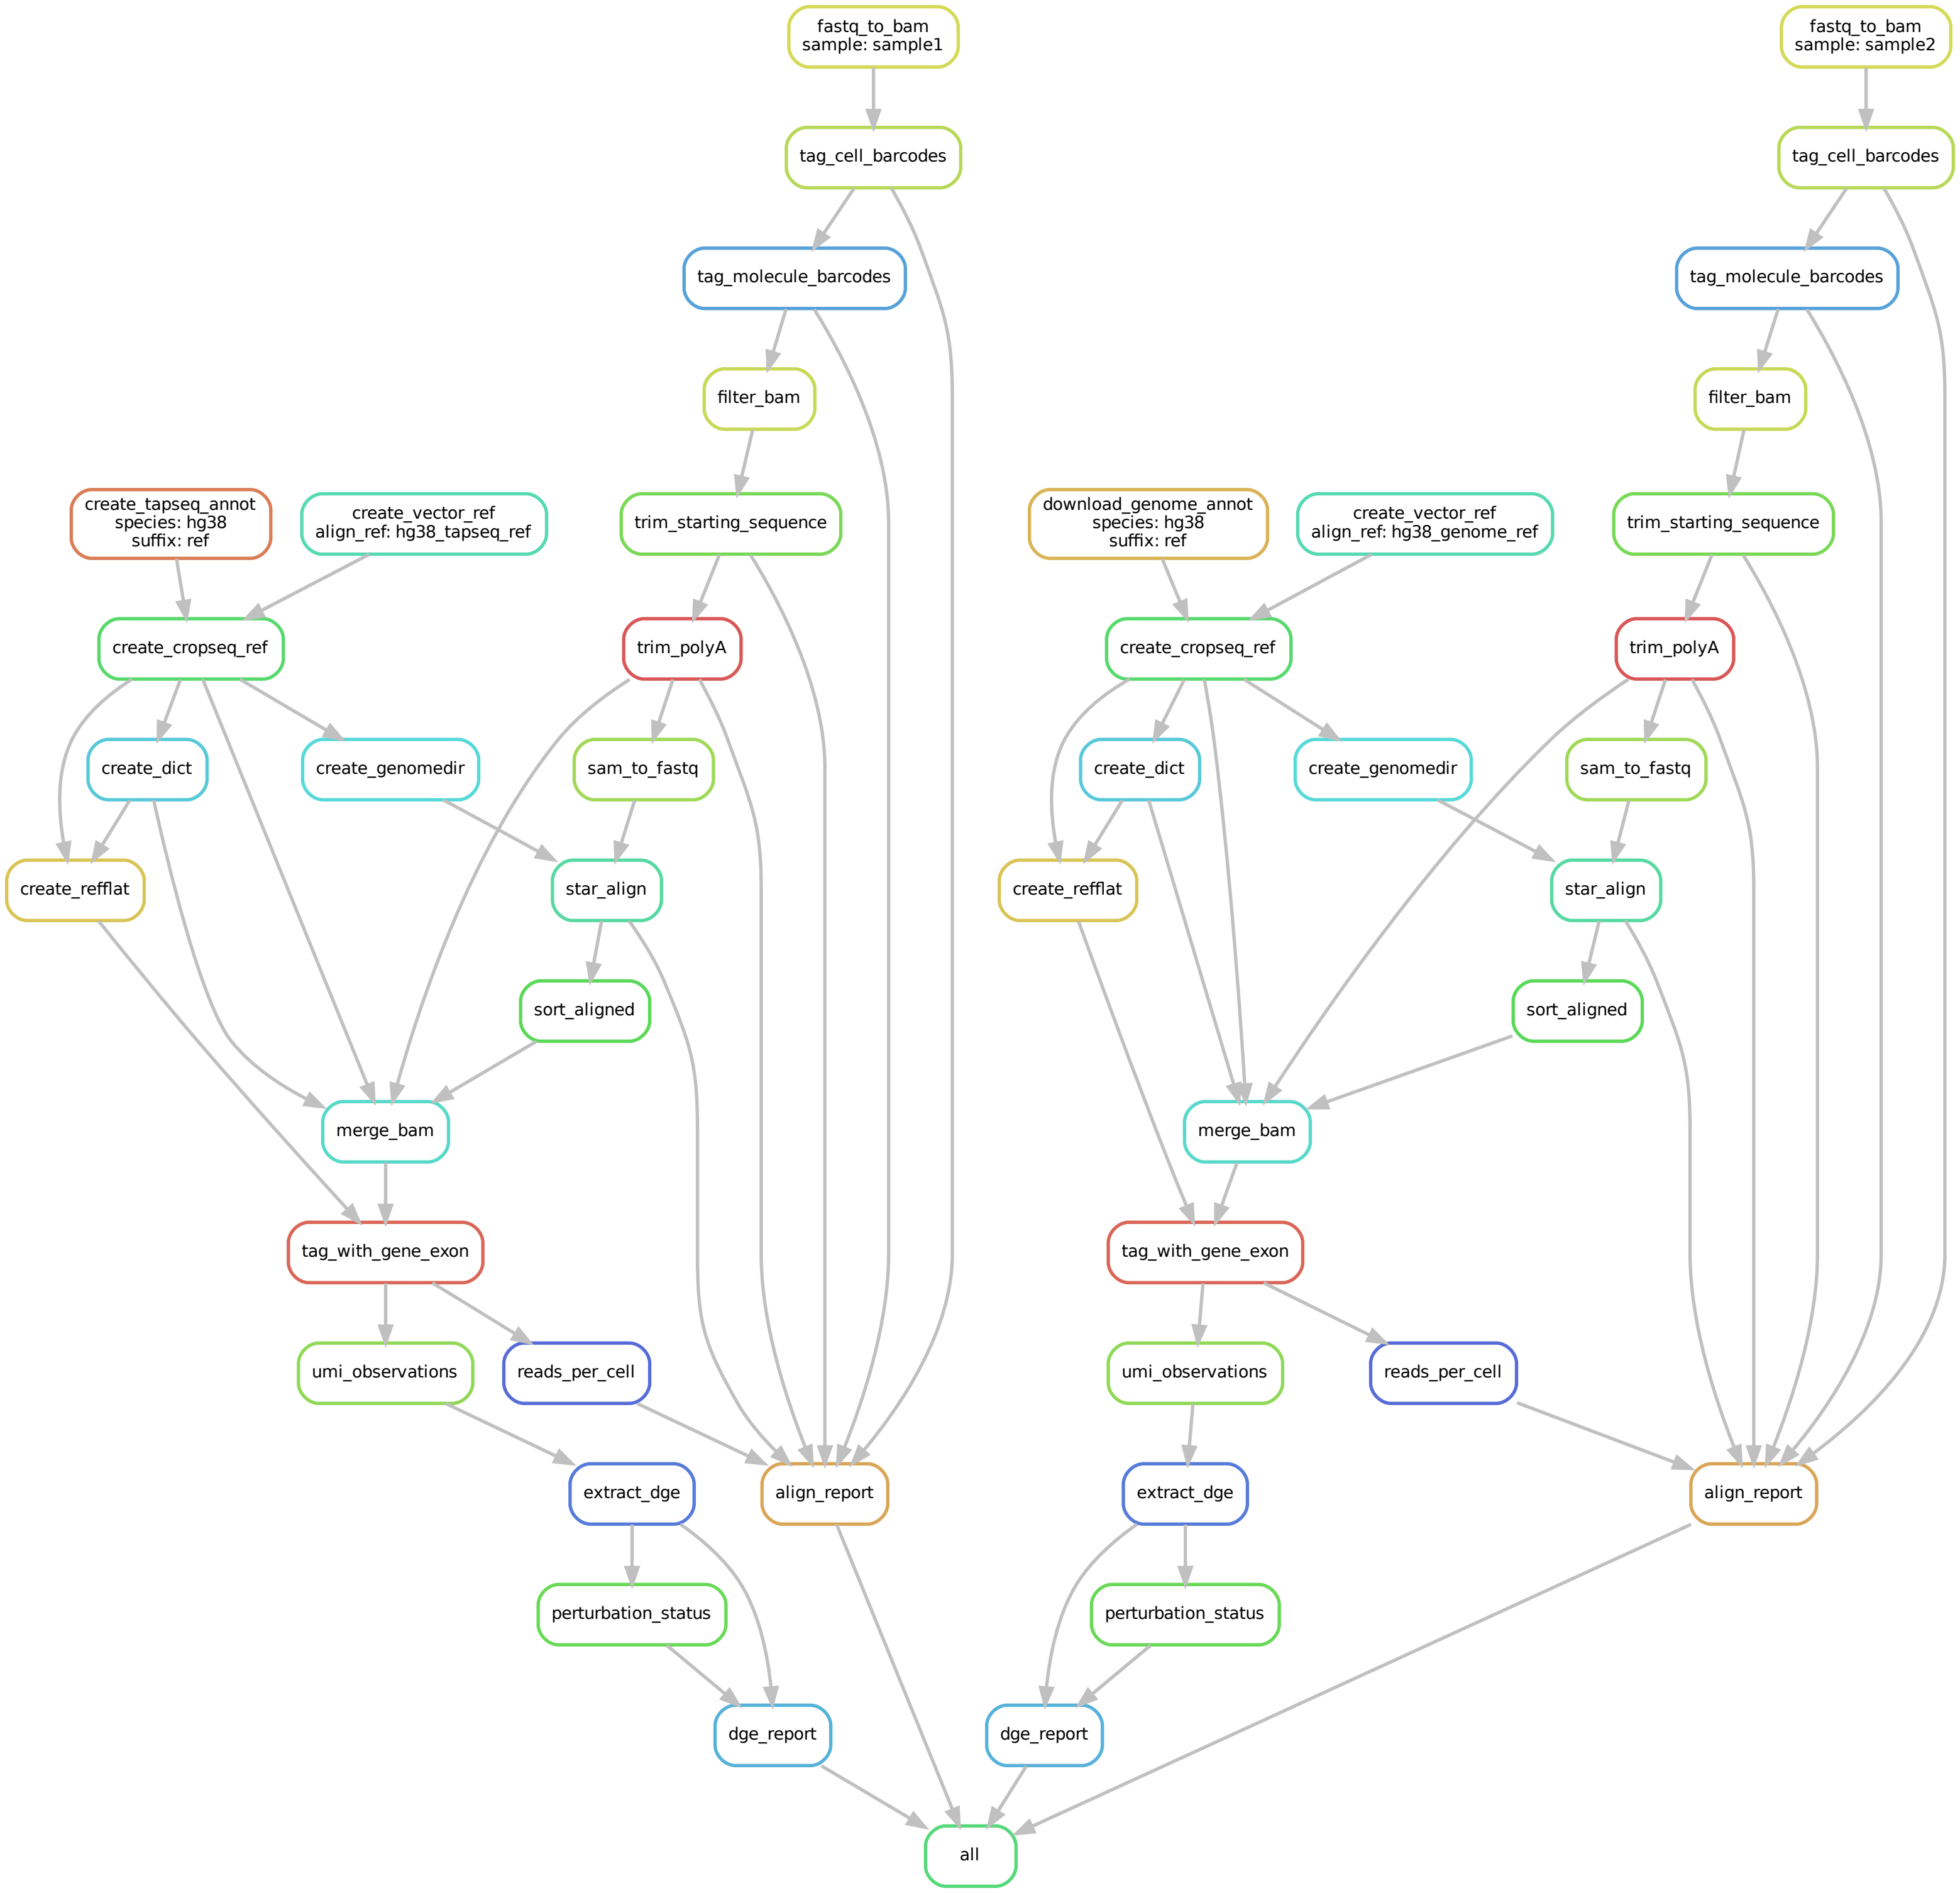 fastq_to_bam
sample: sample1
fastq_to_bam
sample: sample2
tag_cell_barcodes
tag_cell_barcodes
tag_molecule_barcodes
tag_molecule_barcodes
filter_bam
filter_bam
create_tapseq_annot
species: hg38
suffix: ref
create_vector_ref
align_ref: hg38_tapseq_ref
trim_starting_sequence
download_genome_annot
species: hg38
suffix: ref
create_vector_ref
align_ref: hg38_genome_ref
trim_starting_sequence
create_cropseq_ref
trim_polyA
create_cropseq_ref
trim_polyA
create_dict
create_genomedir
sam_to_fastq
create_dict
create_genomedir
sam_to_fastq
create_refflat
star_align
create_refflat
star_align
sort_aligned
sort_aligned
merge_bam
merge_bam
tag_with_gene_exon
tag_with_gene_exon
umi_observations
reads_per_cell
umi_observations
reads_per_cell
extract_dge
align_report
extract_dge
align_report
perturbation_status
perturbation_status
dge_report
dge_report
all